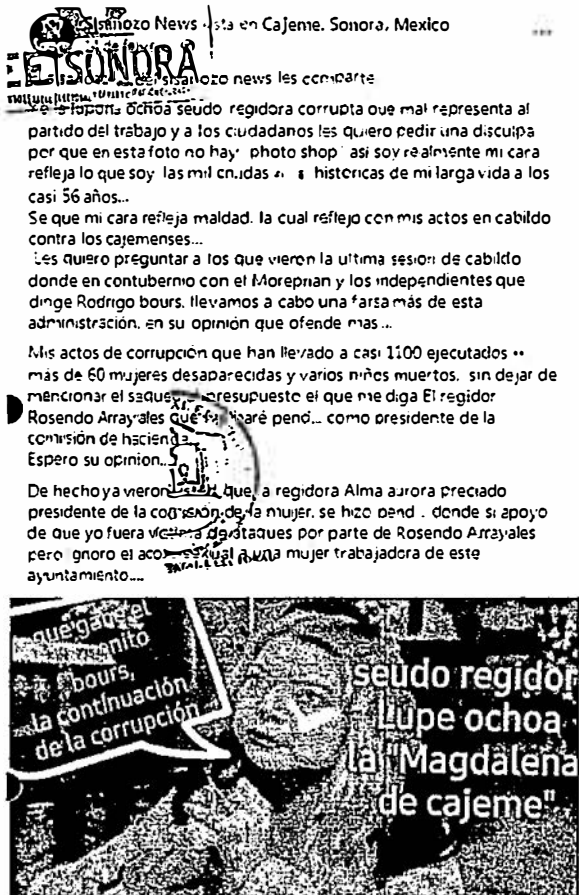 Sisañozo News está en Cajeme, Sonora, Mexico
SONORA
ozo news les comparte
ochoa seudo regidora corrupta que mal representa al
partido del trabajo y a los ciudadanos les quiero pedir una disculpa
por que en esta foto no hay photo shop asi soy realmente mi cara
refleja lo que soy las mil historicas de mi larga vida a los
casi 56 años...
Se que mi cara refleja maldad, la cual reflejo con mis actos en cabildo
contra los cajemenses...
Les quiero preguntar a los que vieron la ultima sesion de cabildo
donde en contubernio con el Moreprian y los independientes que
dirige Rodrigo bours, llevamos a cabo una farsa más de esta
administración, en su opinión que ofende mas ...
Mis actos de corrupción que han llevado a casi 1100 ejecutados ..
más de 60 mujeres desaparecidas y varios niños muertos, sin dejar de
mencionar el saqueo presupuesto el que me diga El regidor
Rosendo Arrayales que pend... como presidente de la
comisión de hacienda
Espero su opinion...
De hecho ya vieron que la regidora Alma aurora preciado
presidente de la comisión de la mujer, se hizo pend .. donde si apoyo
de que yo fuera victima de ataques por parte de Rosendo Arrayales
pero ignoro el acoso sexual a una mujer trabajadora de este
ayuntamiento....
que gane el
bours,
la continuación
de la corrupción
seudo regidor
Lupe ochoa
la "Magdalena
de cajeme"